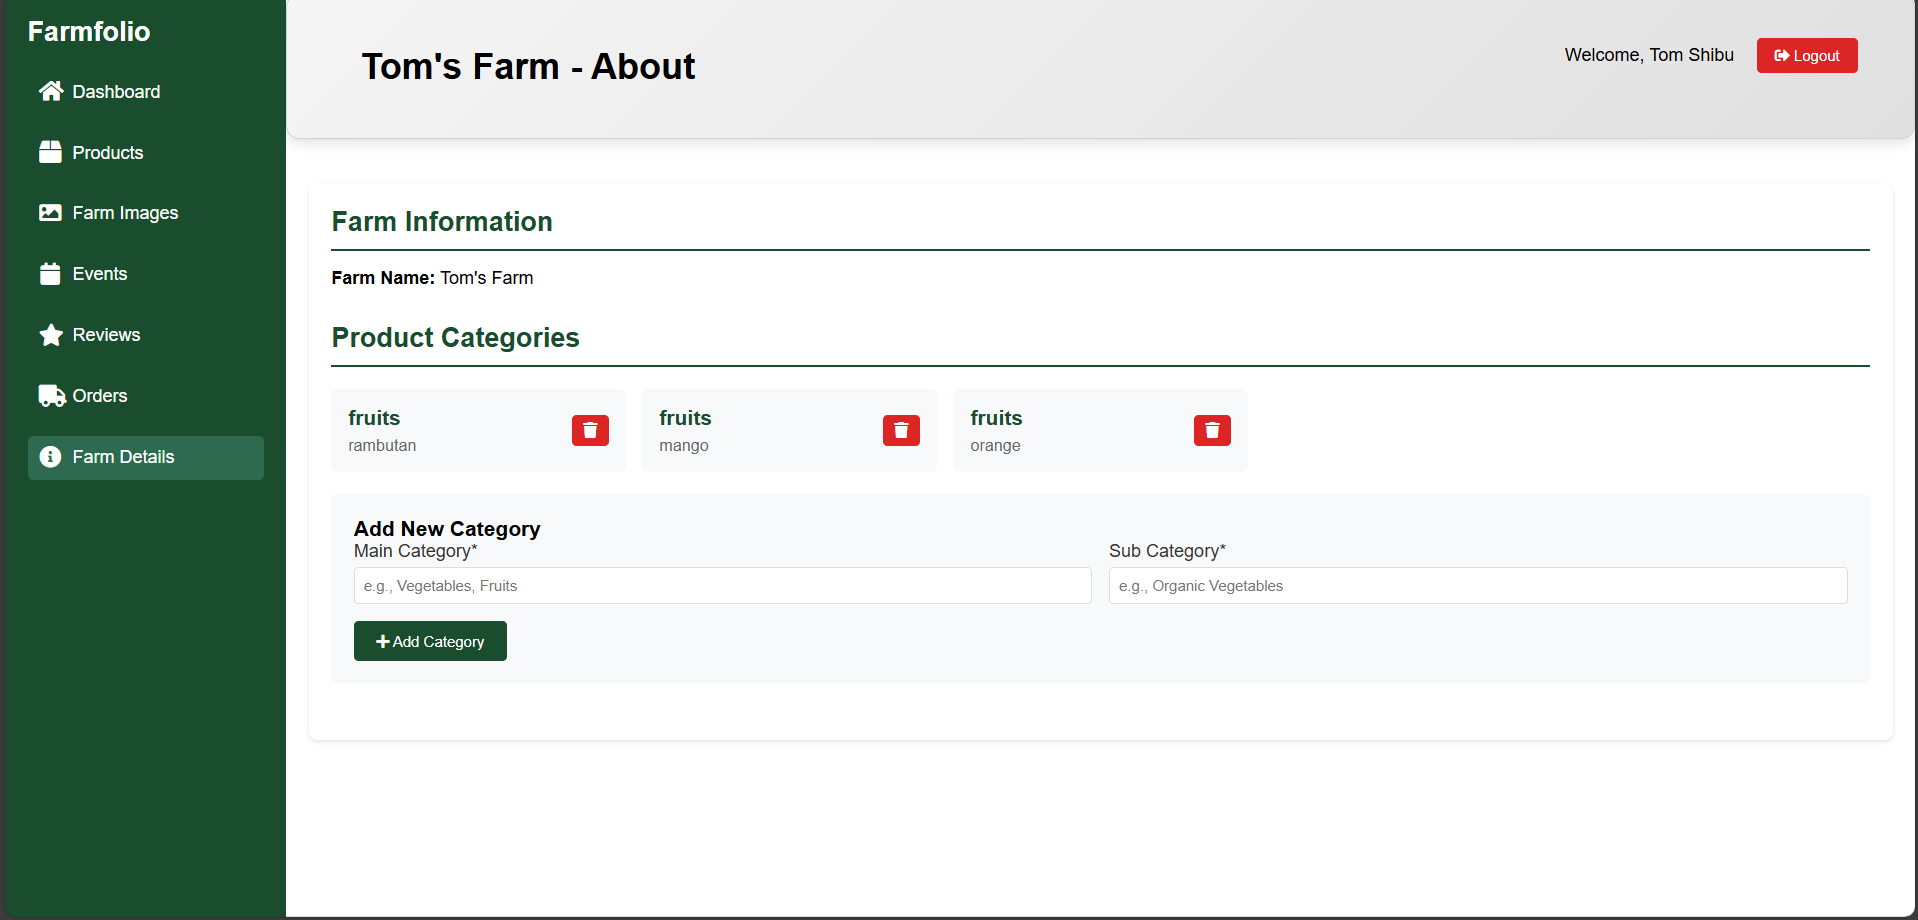 Farmfolio
Dashboard
Products
Farm Images
Events
Reviews
Orders
Farm Details
Tom's Farm - About
Welcome, Tom Shibu
Logout
Farm Information
Farm Name: Tom's Farm
Product Categories
fruits
rambutan
fruits
mango
fruits
orange
Add New Category
Main Category*
e.g., Vegetables, Fruits
Sub Category*
e.g., Organic Vegetables
Add Category